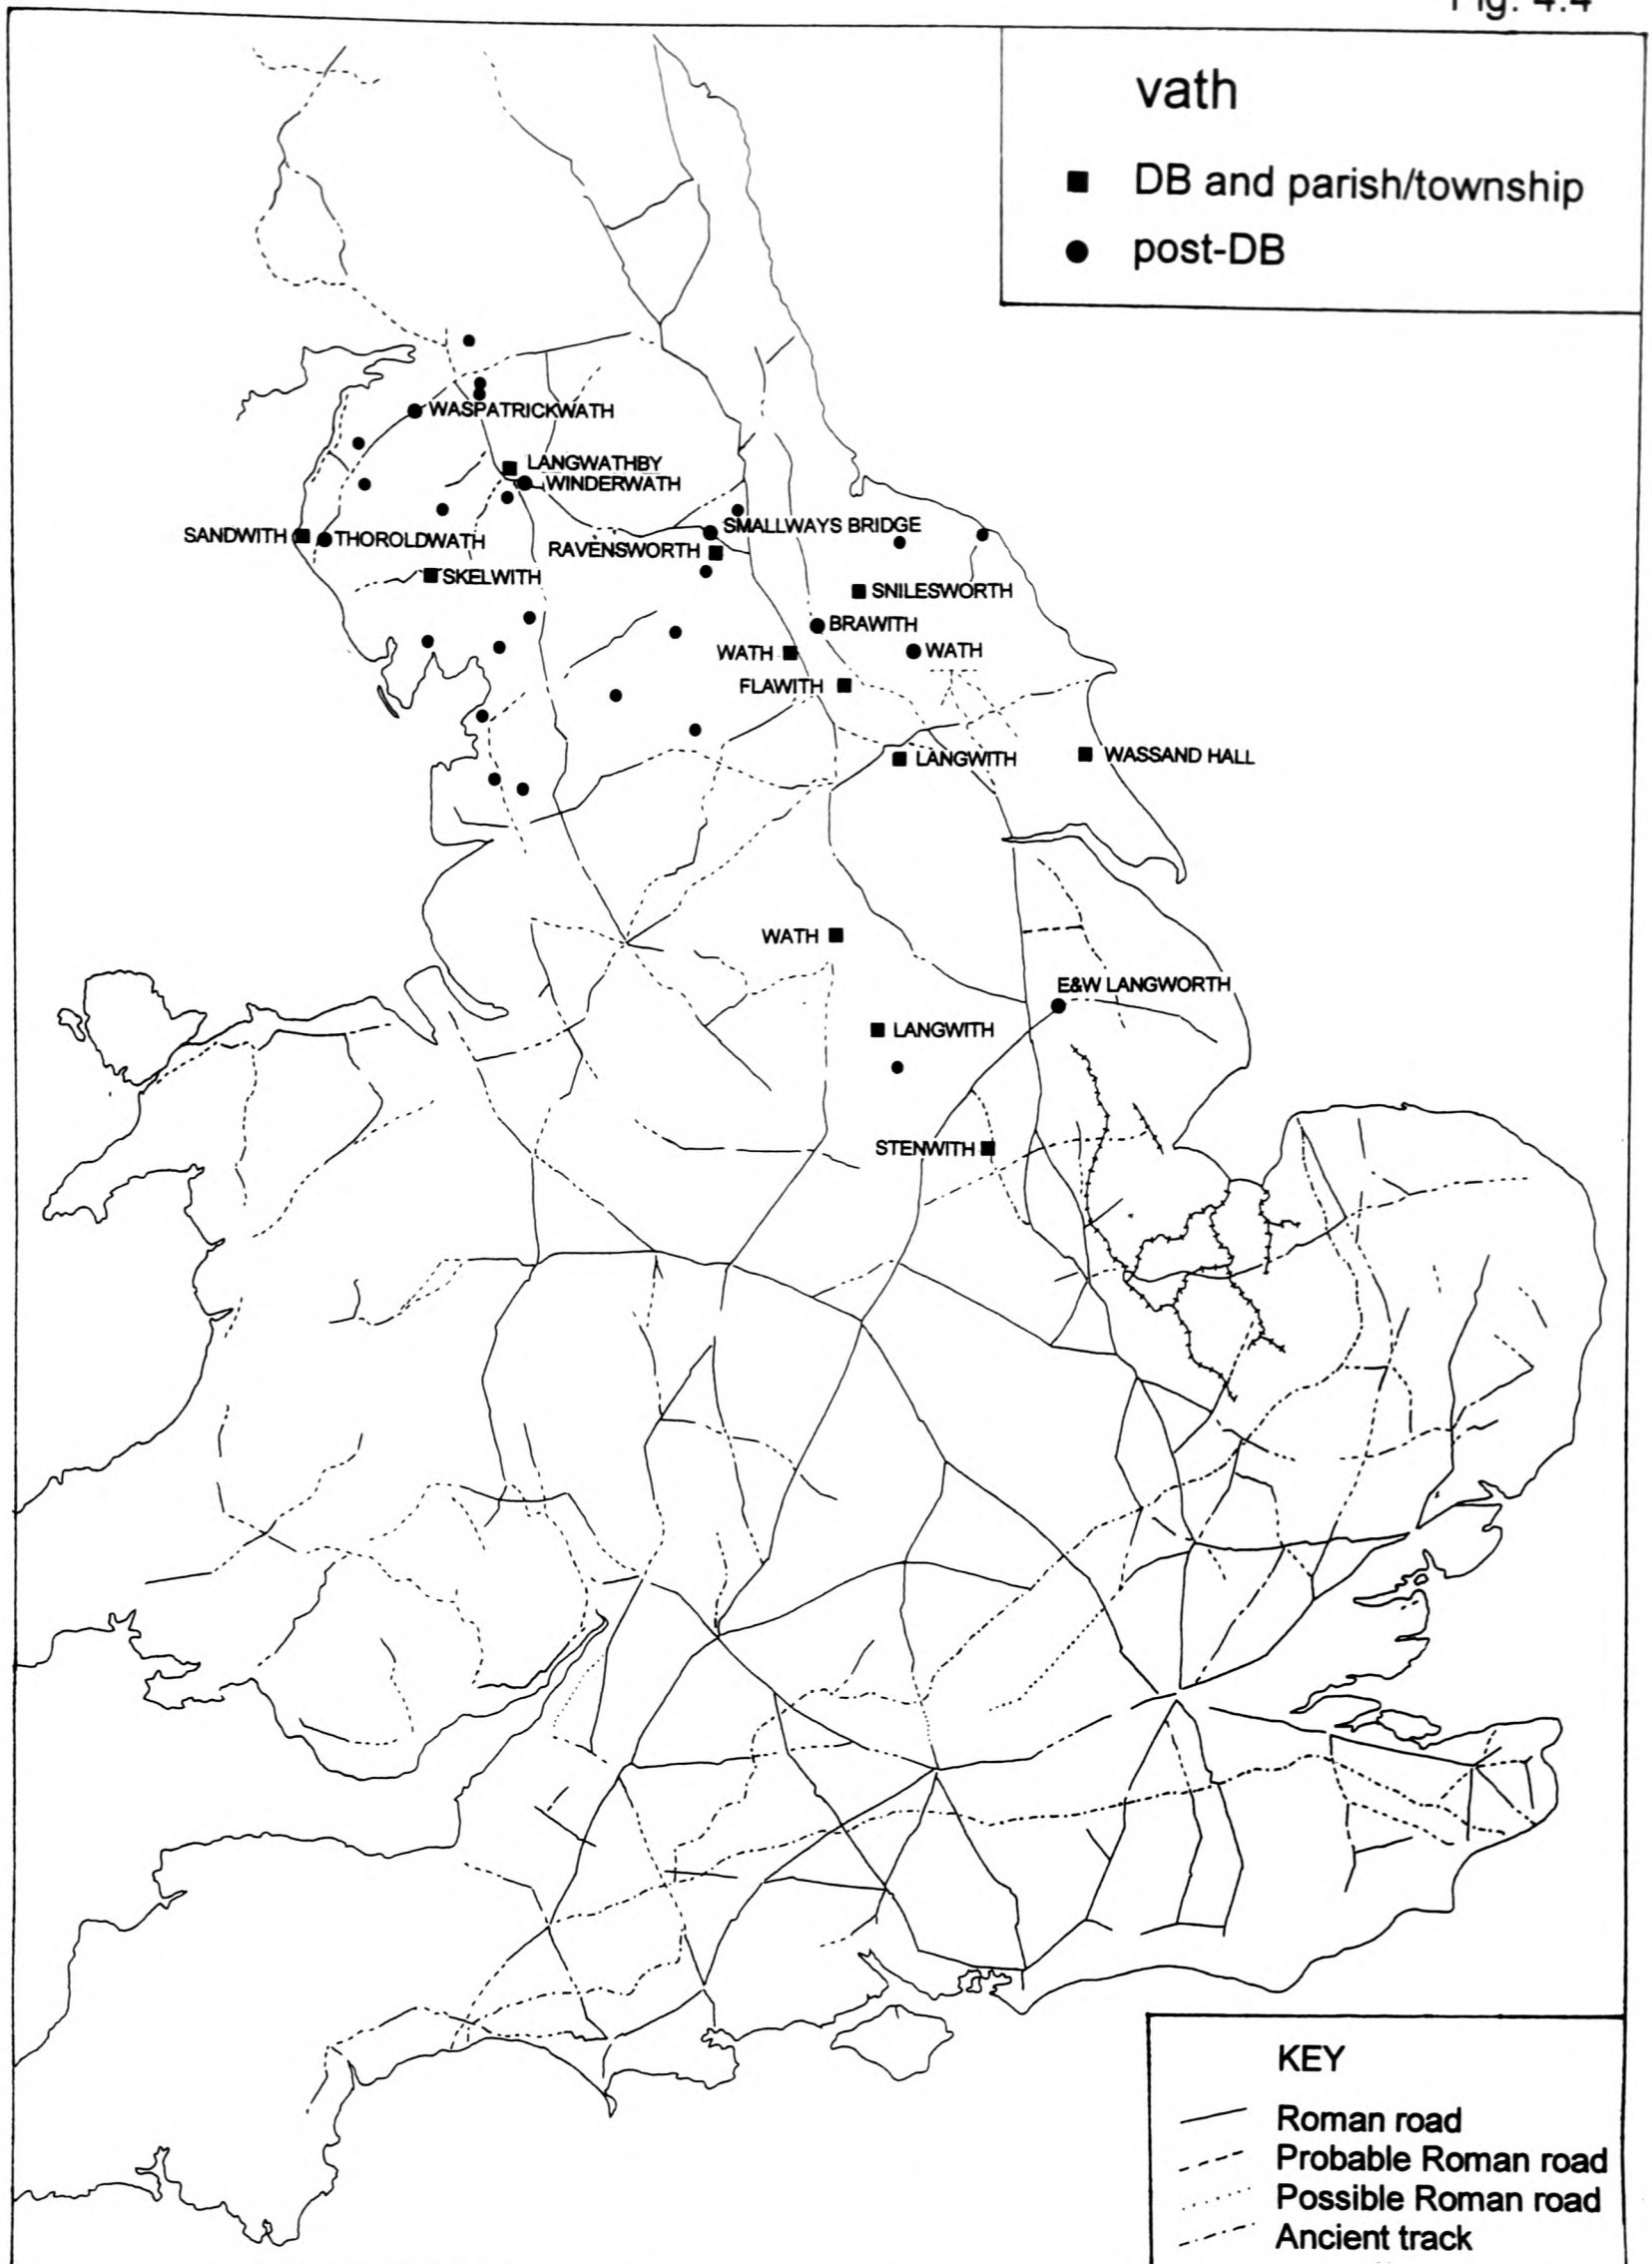 Fig. 4.4
vath
DB and parish/township
post-DB
WASPATRICKWATH
LANGWATHBY
WINDERWATH
SANDWITH
THOROLDWATH
SMALLWAYS BRIDGE
RAVENSWORTH
SKELWITH
SNILESWORTH
BRAWITH
WATH
WATH
FLAWITH
LANGWITH
WASSAND HALL
WATH
E&W LANGWORTH
LANGWITH
STENWITH
KEY
Roman road
Probable Roman road
Possible Roman road
Ancient track